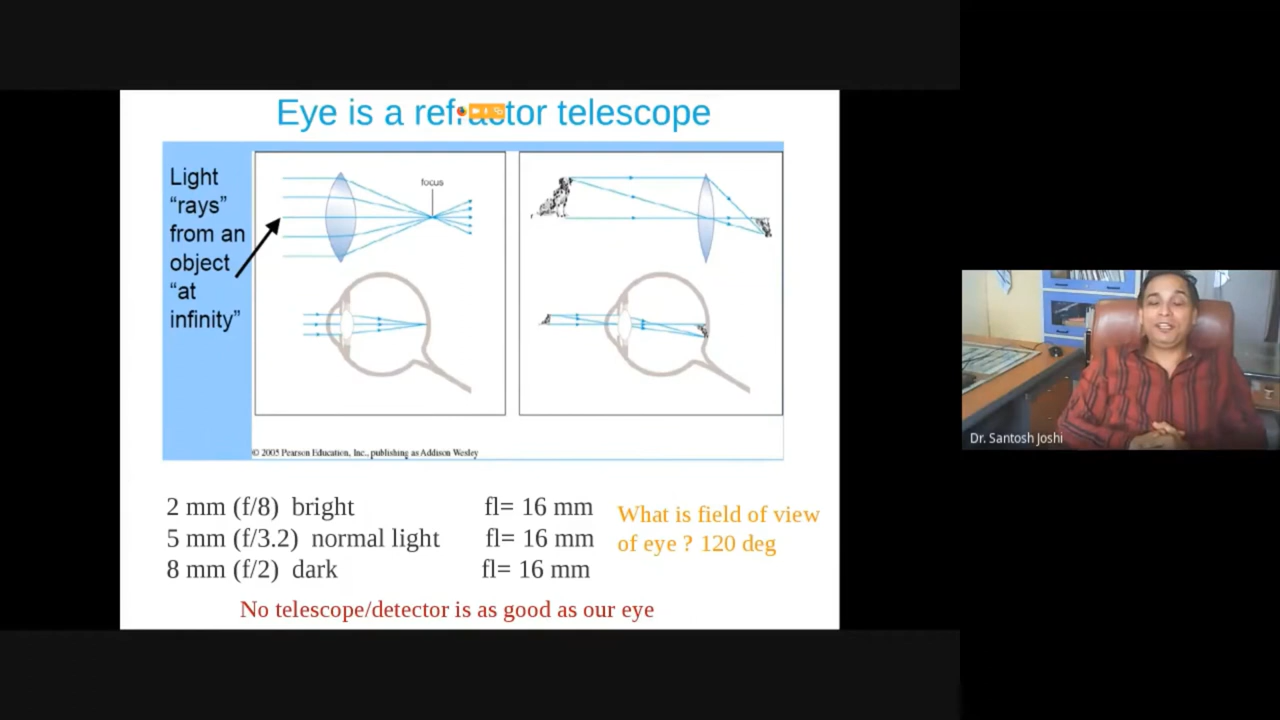 Eye is a refractor telescope
Light
“rays”
from an
object
“at
infinity”
focus
© 2005 Pearson Education, Inc., publishing as Addison Wesley
2 mm (f/8) bright fl= 16 mm
5 mm (f/3.2) normal light fl= 16 mm
8 mm (f/2) dark fl= 16 mm
What is field of view
of eye ? 120 deg
No telescope/detector is as good as our eye
Dr. Santosh Joshi